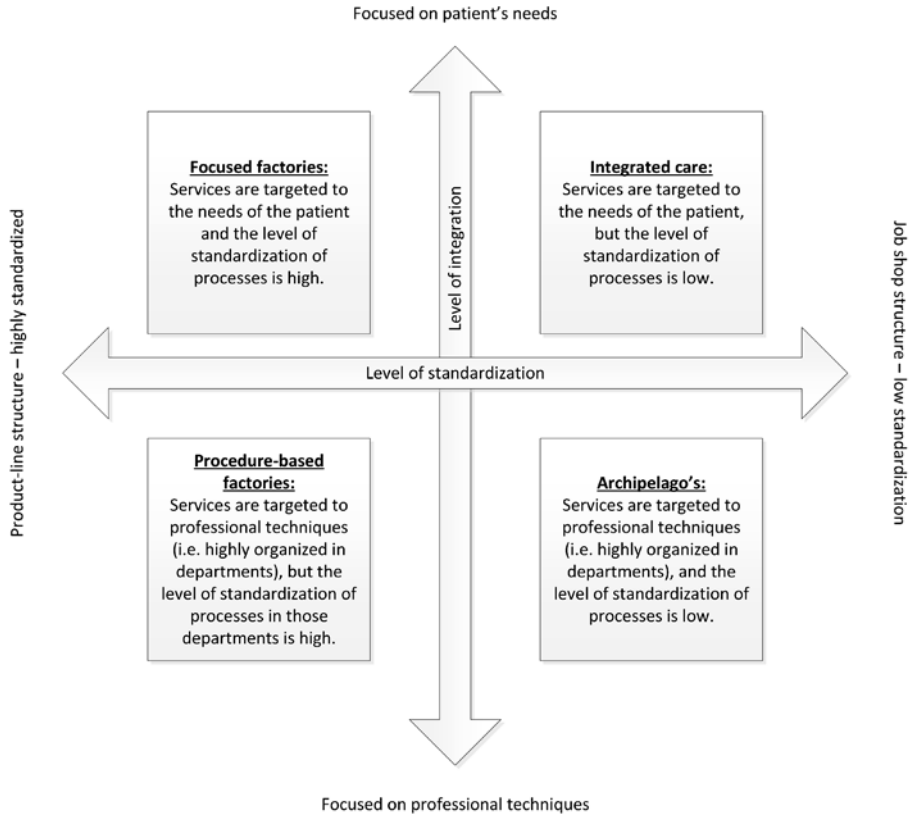 Focused on patient's needs
Focused factories:
Services are targeted to
the needs of the patient
and the level of
standardization of
processes is high.
Integrated care:
Services are targeted to
the needs of the patient,
but the level of
standardization of
processes is low.
Level of integration
Product-line structure – highly standardized
Job shop structure – low standardization
Level of standardization
Procedure-based
factories:
Services are targeted to
professional techniques
(i.e. highly organized in
departments), but the
level of standardization of
processes in those
departments is high.
Archipelago's:
Services are targeted to
professional techniques
(i.e. highly organized in
departments), and the
level of standardization of
processes is low.
Focused on professional techniques